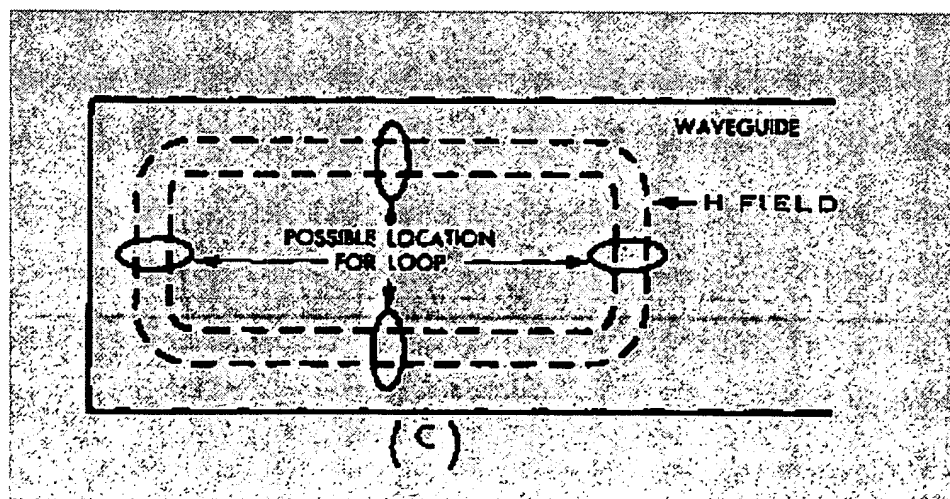 WAVEGUIDE
H FIELD
POSSIBLE LOCATION
FOR LOOP
(C)